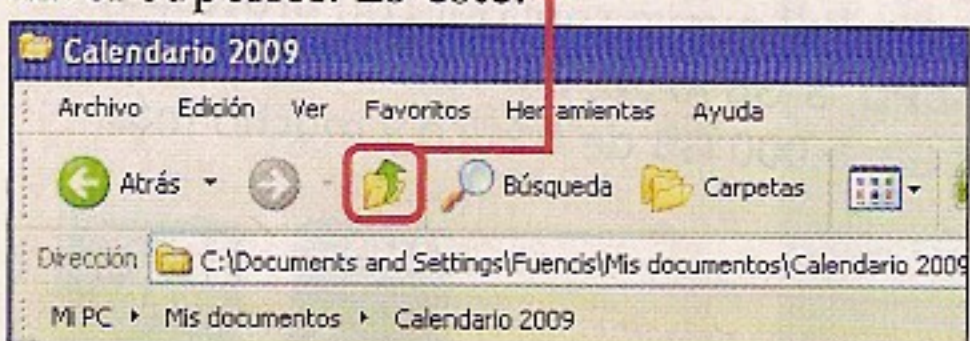 Calendario 2009
Archivo Edición Ver Favoritos Herramientas Ayuda
Atrás Búsqueda Carpetas
Dirección C:\Documents and Settings\Fuencis\Mis documentos\Calendario 2009
Mi PC Mis documentos Calendario 2009